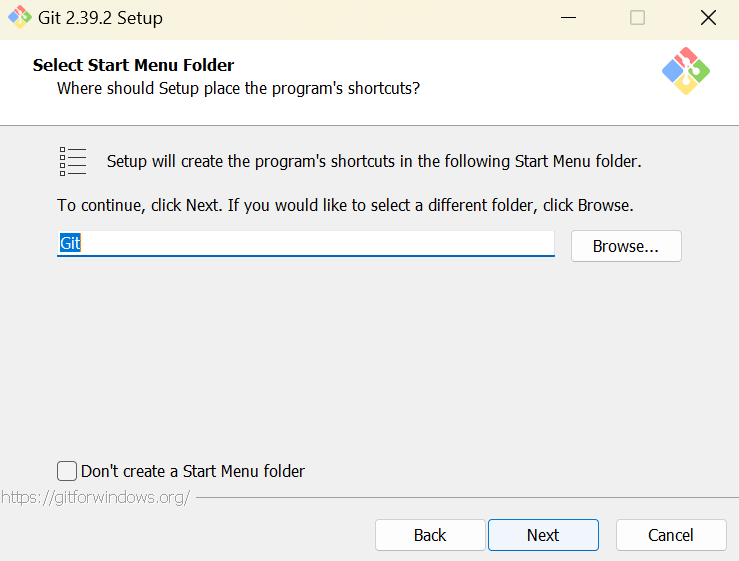 Git 2.39.2 Setup
Select Start Menu Folder
Where should Setup place the program's shortcuts?
Setup will create the program's shortcuts in the following Start Menu folder.
To continue, click Next. If you would like to select a different folder, click Browse.
Git
Browse...
Don't create a Start Menu folder
https://gitforwindows.org/
Back
Next
Cancel